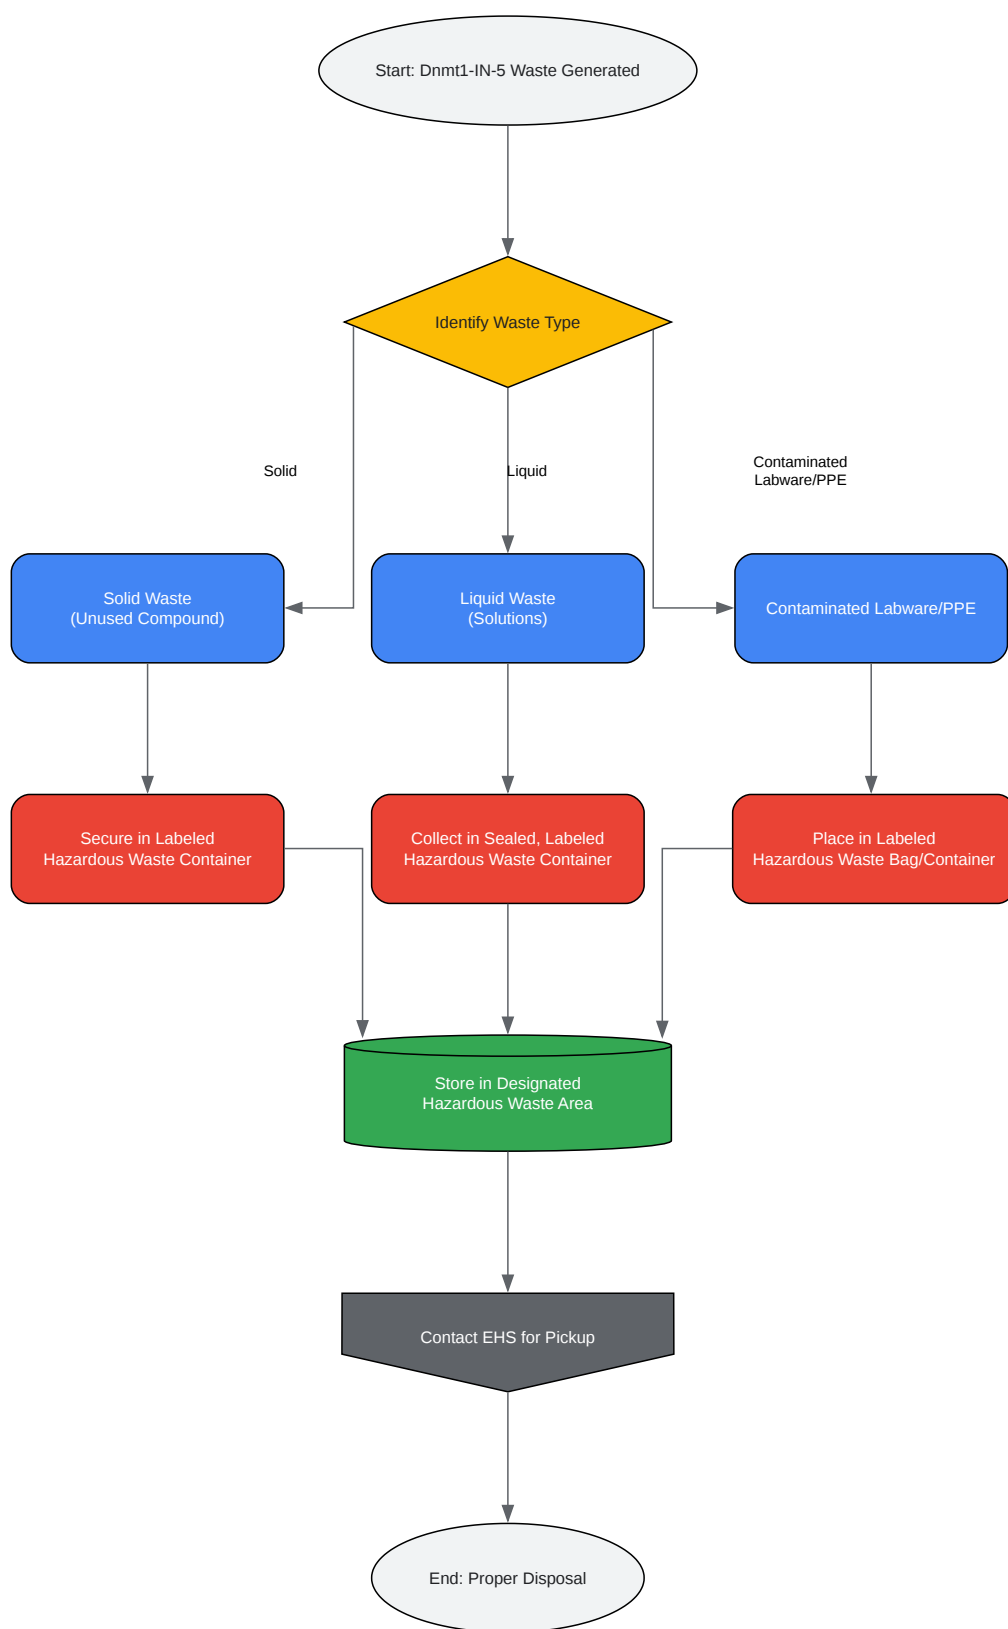 Start: Dnmt1-IN-5 Waste Generated
Identify Waste Type
Solid
Liquid
Contaminated
Labware/PPE
Solid Waste
(Unused Compound)
Liquid Waste
(Solutions)
Contaminated Labware/PPE
Secure in Labeled
Hazardous Waste Container
Collect in Sealed, Labeled
Hazardous Waste Container
Place in Labeled
Hazardous Waste Bag/Container
Store in Designated
Hazardous Waste Area
Contact EHS for Pickup
End: Proper Disposal